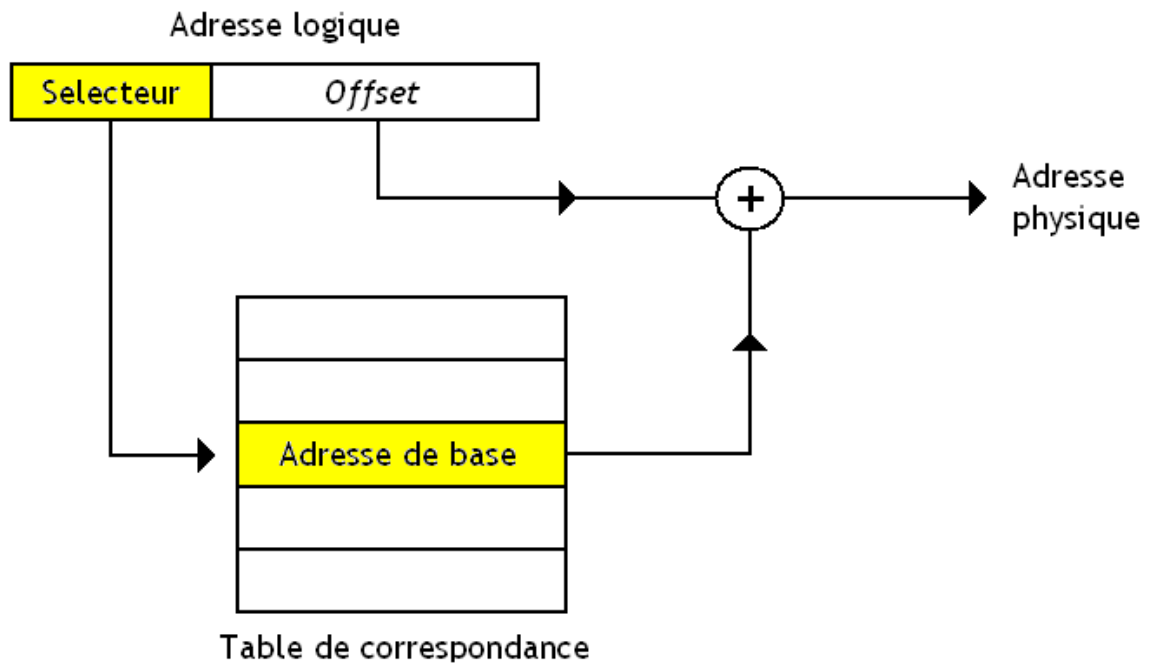 Adresse logique
Selecteur
Offset
+
Adresse
physique
Adresse de base
Table de correspondance